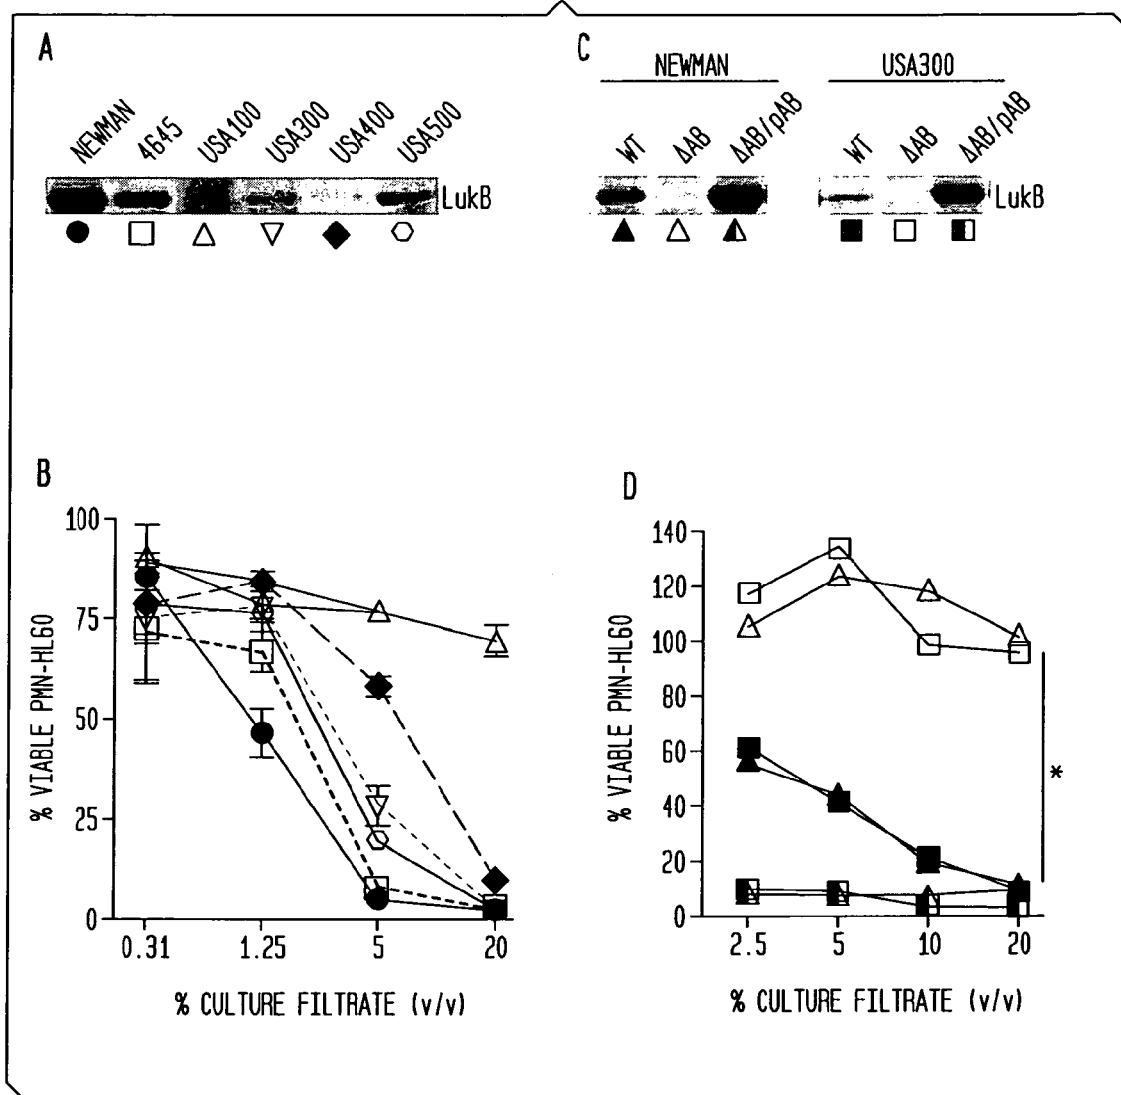 A
NEWMAN 4645 USA100 USA300 USA400 USA500
LukB
C
NEWMAN USA300
WT ΔAB ΔAB/pAB WT ΔAB ΔAB/pAB
LukB
B
% VIABLE PMN-HL60
100
75
50
25
0
0.31 1.25 5 20
% CULTURE FILTRATE (v/v)
D
% VIABLE PMN-HL60
140
120
100
80
60
40
20
0
2.5 5 10 20
% CULTURE FILTRATE (v/v)
*